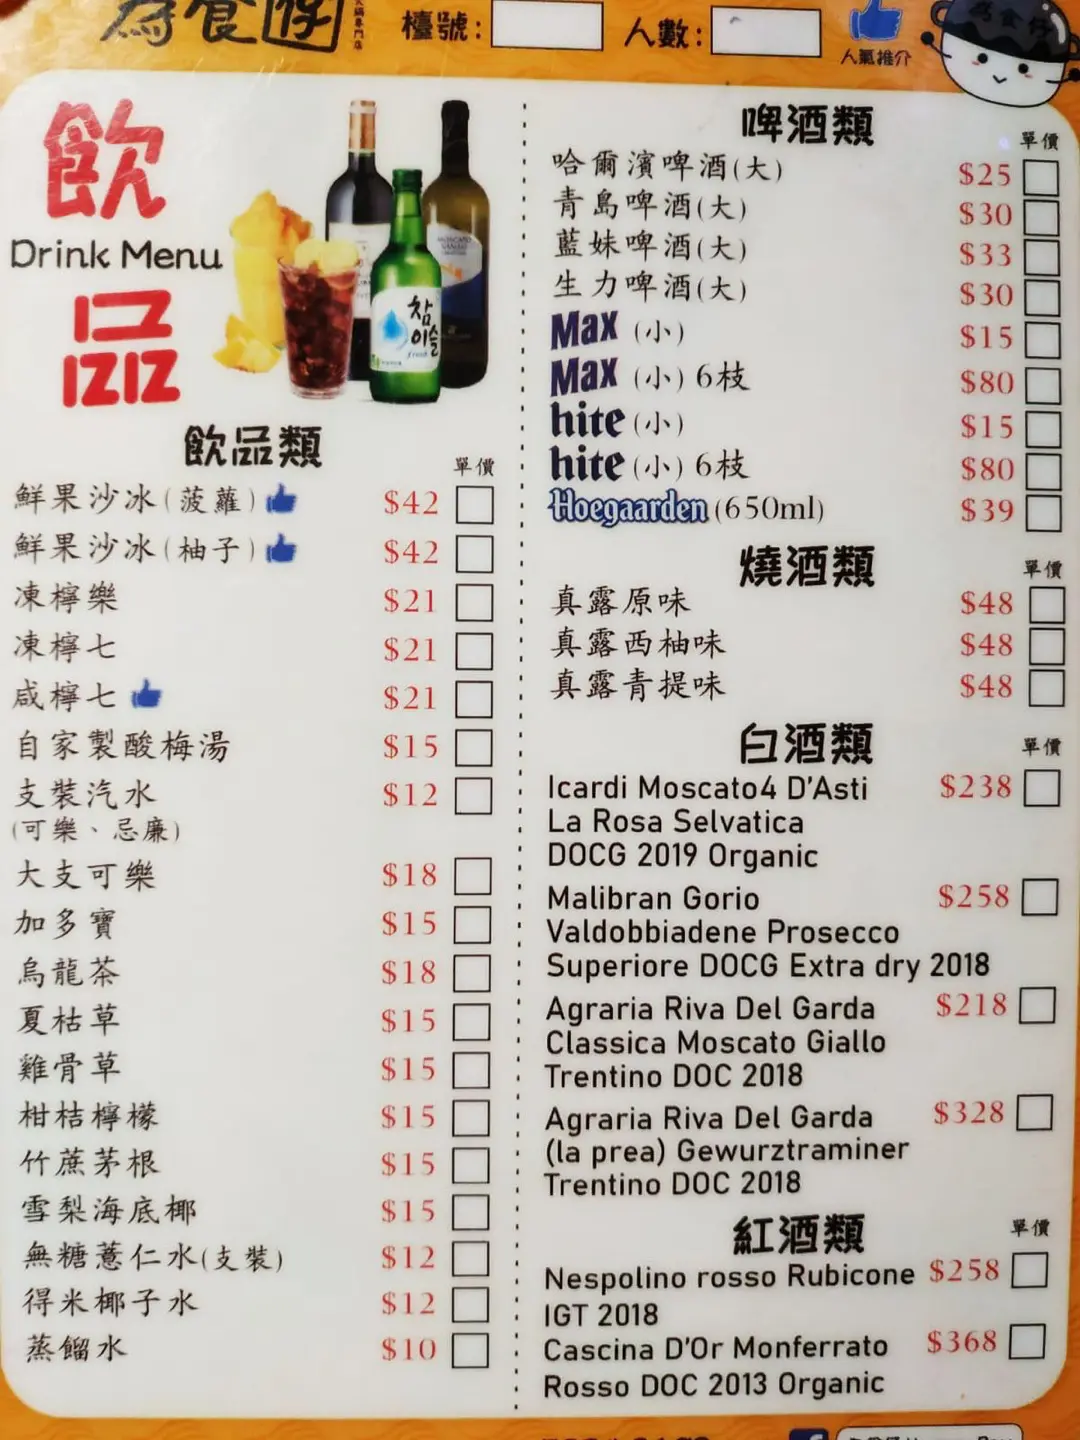 為食仔
火鍋專門店
檯號:
人數:
人氣推介
為食仔
飲品
Drink Menu
참이슬
fresh
飲品類
單價
鮮果沙冰(菠蘿) $42
鮮果沙冰(柚子) $42
凍檸樂 $21
凍檸七 $21
咸檸七 $21
自家製酸梅湯 $15
支裝汽水 $12
(可樂、忌廉)
大支可樂 $18
加多寶 $15
烏龍茶 $18
夏枯草 $15
雞骨草 $15
柑桔檸檬 $15
竹蔗茅根 $15
雪梨海底椰 $15
無糖薏仁水(支裝) $12
得米椰子水 $12
蒸餾水 $10
啤酒類
單價
哈爾濱啤酒(大) $25
青島啤酒(大) $30
藍妹啤酒(大) $33
生力啤酒(大) $30
Max (小) $15
Max (小) 6枝 $80
hite (小) $15
hite (小) 6枝 $80
Hoegaarden (650ml) $39
燒酒類
單價
真露原味 $48
真露西柚味 $48
真露青提味 $48
白酒類
單價
Icardi Moscato4 D'Asti $238
La Rosa Selvatica
DOCG 2019 Organic
Malibran Gorio $258
Valdobbiadene Prosecco
Superiore DOCG Extra dry 2018
Agraria Riva Del Garda $218
Classica Moscato Giallo
Trentino DOC 2018
Agraria Riva Del Garda $328
(la prea) Gewurztraminer
Trentino DOC 2018
紅酒類
單價
Nespolino rosso Rubicone $258
IGT 2018
Cascina D'Or Monferrato $368
Rosso DOC 2013 Organic